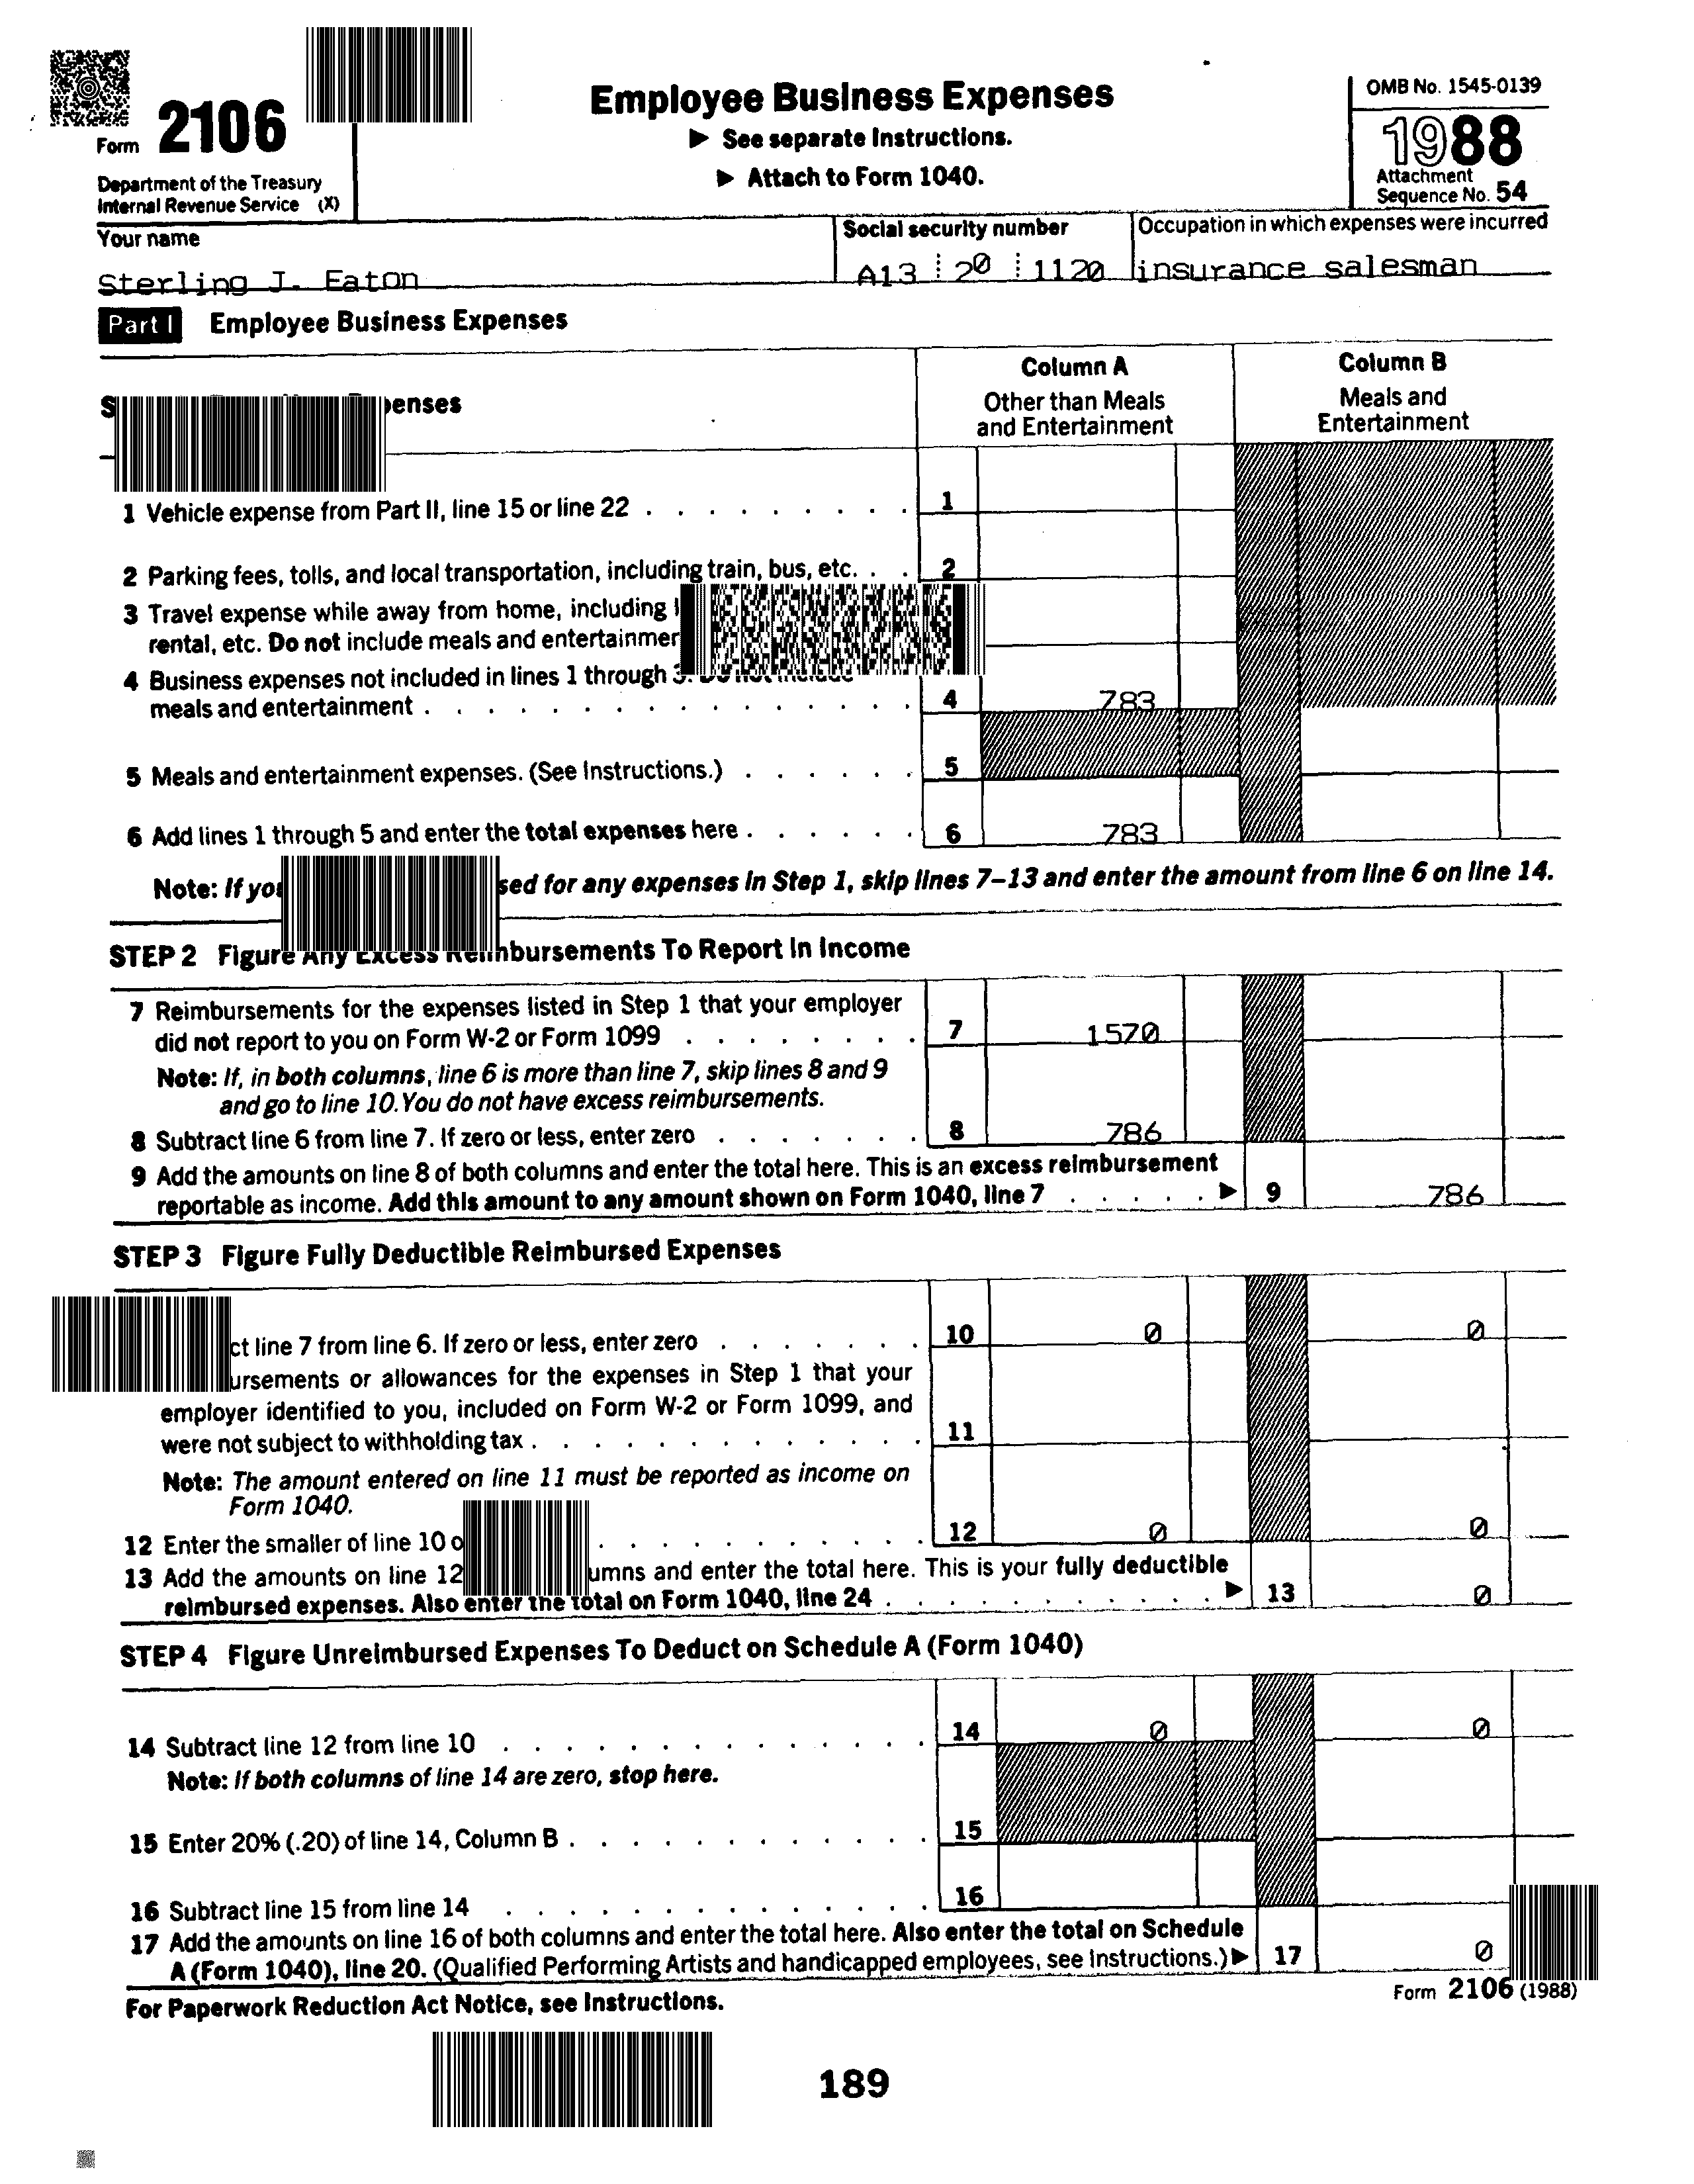 Form 2106
Department of the Treasury
Internal Revenue Service (X)
Employee Business Expenses
▶ See separate Instructions.
▶ Attach to Form 1040.
OMB No. 1545-0139
1988
Attachment
Sequence No. 54
Your name
Sterling J. Eaton
Social security number
A13 20 1120
Occupation in which expenses were incurred
insurance salesman
Part I Employee Business Expenses
Column A
Other than Meals
and Entertainment
Column B
Meals and
Entertainment
1 Vehicle expense from Part II, line 15 or line 22 . . . . . . . . . 1
2 Parking fees, tolls, and local transportation, including train, bus, etc. . . 2
3 Travel expense while away from home, including
rental, etc. Do not include meals and
4 Business expenses not included in lines 1 through
meals and entertainment . . . . . . . . . . . . . . . . 4 783
5 Meals and entertainment expenses. (See Instructions.) . . . . . . 5
6 Add lines 1 through 5 and enter the total expenses here . . . . . . 6 783
Note: If for any expenses in Step 1, skip lines 7–13 and enter the amount from line 6 on line 14.
STEP 2 Figure Any Excess Reimbursements To Report In Income
7 Reimbursements for the expenses listed in Step 1 that your employer
did not report to you on Form W-2 or Form 1099 . . . . . . . . 7 1570
Note: If, in both columns, line 6 is more than line 7, skip lines 8 and 9
and go to line 10. You do not have excess reimbursements.
8 Subtract line 6 from line 7. If zero or less, enter zero . . . . . . . 8 786
9 Add the amounts on line 8 of both columns and enter the total here. This is an excess reimbursement
reportable as income. Add this amount to any amount shown on Form 1040, line 7 . . . . . ▶ 9 786
STEP 3 Figure Fully Deductible Reimbursed Expenses
line 7 from line 6. If zero or less, enter zero . . . . . . . 10 0 0
or allowances for the expenses in Step 1 that your
employer identified to you, included on Form W-2 or Form 1099, and
were not subject to withholding tax . . . . . . . . . . . . . 11
Note: The amount entered on line 11 must be reported as income on
Form 1040.
12 Enter the smaller of line 10 . . . . . . . . . . . 12 0 0
13 Add the amounts on line 12 and enter the total here. This is your fully deductible
reimbursed expenses. Also enter the total on Form 1040, line 24 . . . . . . . . . . . ▶ 13 0
STEP 4 Figure Unreimbursed Expenses To Deduct on Schedule A (Form 1040)
14 Subtract line 12 from line 10 . . . . . . . . . . . . . . 14 0 0
Note: If both columns of line 14 are zero, stop here.
15 Enter 20% (.20) of line 14, Column B . . . . . . . . . . . . 15
16 Subtract line 15 from line 14 . . . . . . . . . . . . . . 16
17 Add the amounts on line 16 of both columns and enter the total here. Also enter the total on Schedule
A (Form 1040), line 20. (Qualified Performing Artists and handicapped employees, see Instructions.) ▶ 17 0
For Paperwork Reduction Act Notice, see Instructions.
Form 2106 (1988)
189